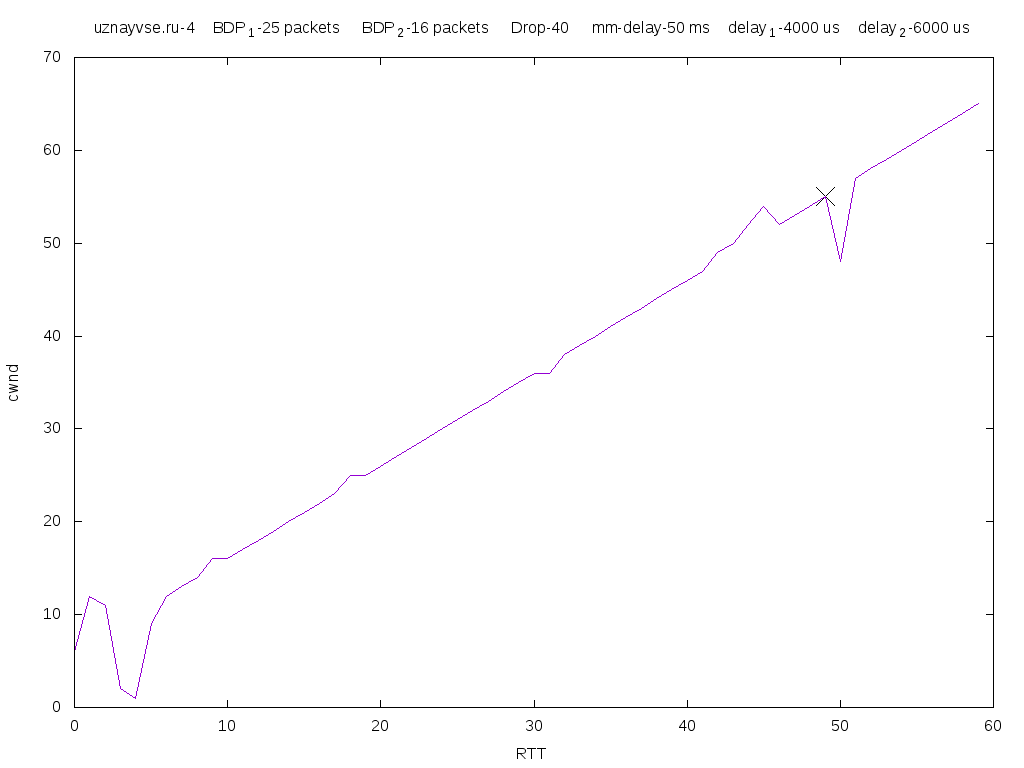 uznayvse.ru-4 BDP1-25 packets BDP2-16 packets Drop-40 mm-delay-50 ms delay1-4000 us delay2-6000 us
70
60
50
40
30
20
10
0
cwnd
0 10 20 30 40 50 60
RTT